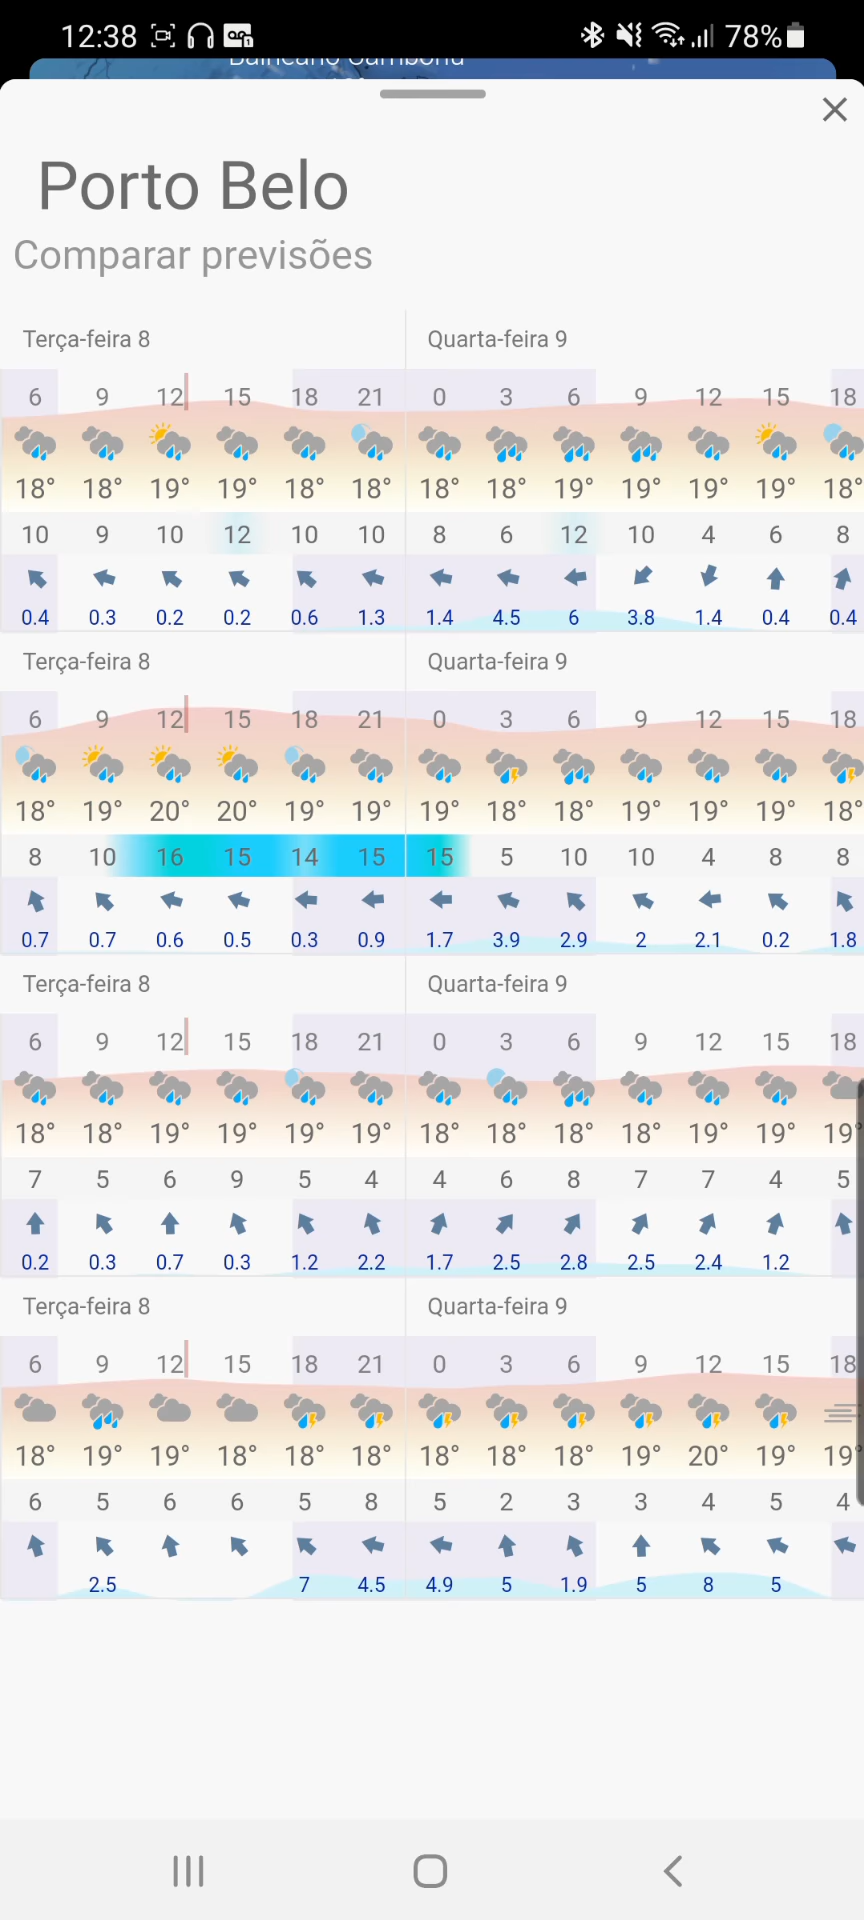 12:38 78%
Balneário Camboriú
Porto Belo
Comparar previsões
Terça-feira 8 Quarta-feira 9
6 9 12 15 18 21 0 3 6 9 12 15 18
18° 18° 19° 19° 18° 18° 18° 18° 19° 19° 19° 19° 18°
10 9 10 12 10 10 8 6 12 10 4 6 8
0.4 0.3 0.2 0.2 0.6 1.3 1.4 4.5 6 3.8 1.4 0.4 0.4
Terça-feira 8 Quarta-feira 9
6 9 12 15 18 21 0 3 6 9 12 15 18
18° 19° 20° 20° 19° 19° 19° 18° 18° 19° 19° 19° 18°
8 10 16 15 14 15 15 5 10 10 4 8 8
0.7 0.7 0.6 0.5 0.3 0.9 1.7 3.9 2.9 2 2.1 0.2 1.8
Terça-feira 8 Quarta-feira 9
6 9 12 15 18 21 0 3 6 9 12 15 18
18° 18° 19° 19° 19° 19° 18° 18° 18° 18° 19° 19° 19°
7 5 6 9 5 4 4 6 8 7 7 4 5
0.2 0.3 0.7 0.3 1.2 2.2 1.7 2.5 2.8 2.5 2.4 1.2
Terça-feira 8 Quarta-feira 9
6 9 12 15 18 21 0 3 6 9 12 15 18
18° 19° 19° 18° 18° 18° 18° 18° 18° 19° 20° 19° 19°
6 5 6 6 5 8 5 2 3 3 4 5 4
2.5 7 4.5 4.9 5 1.9 5 8 5